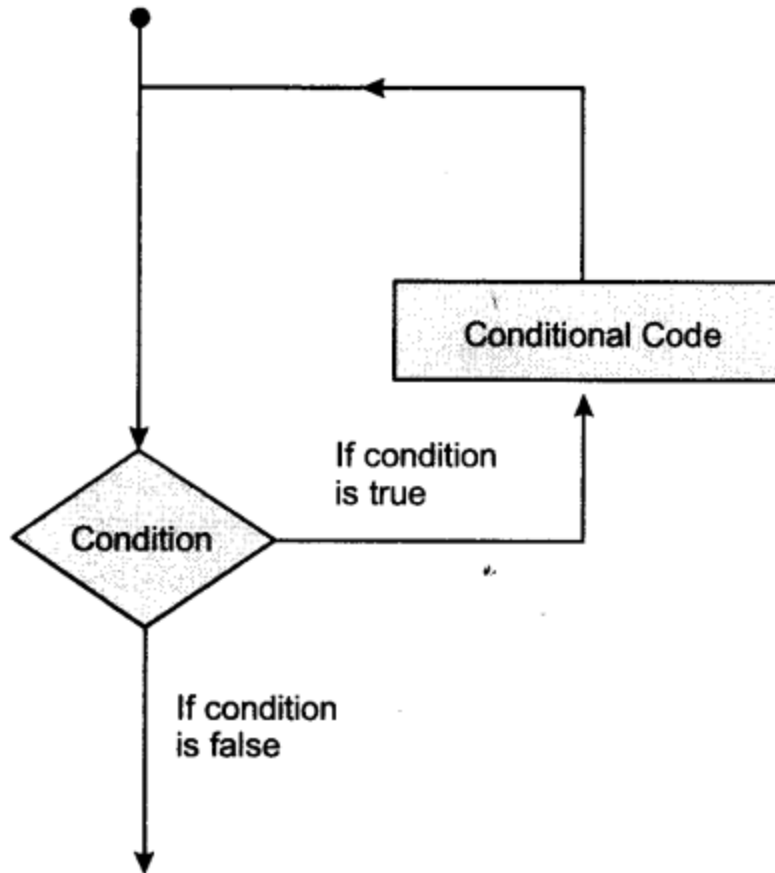 Conditional Code
If condition
is true
Condition
If condition
is false